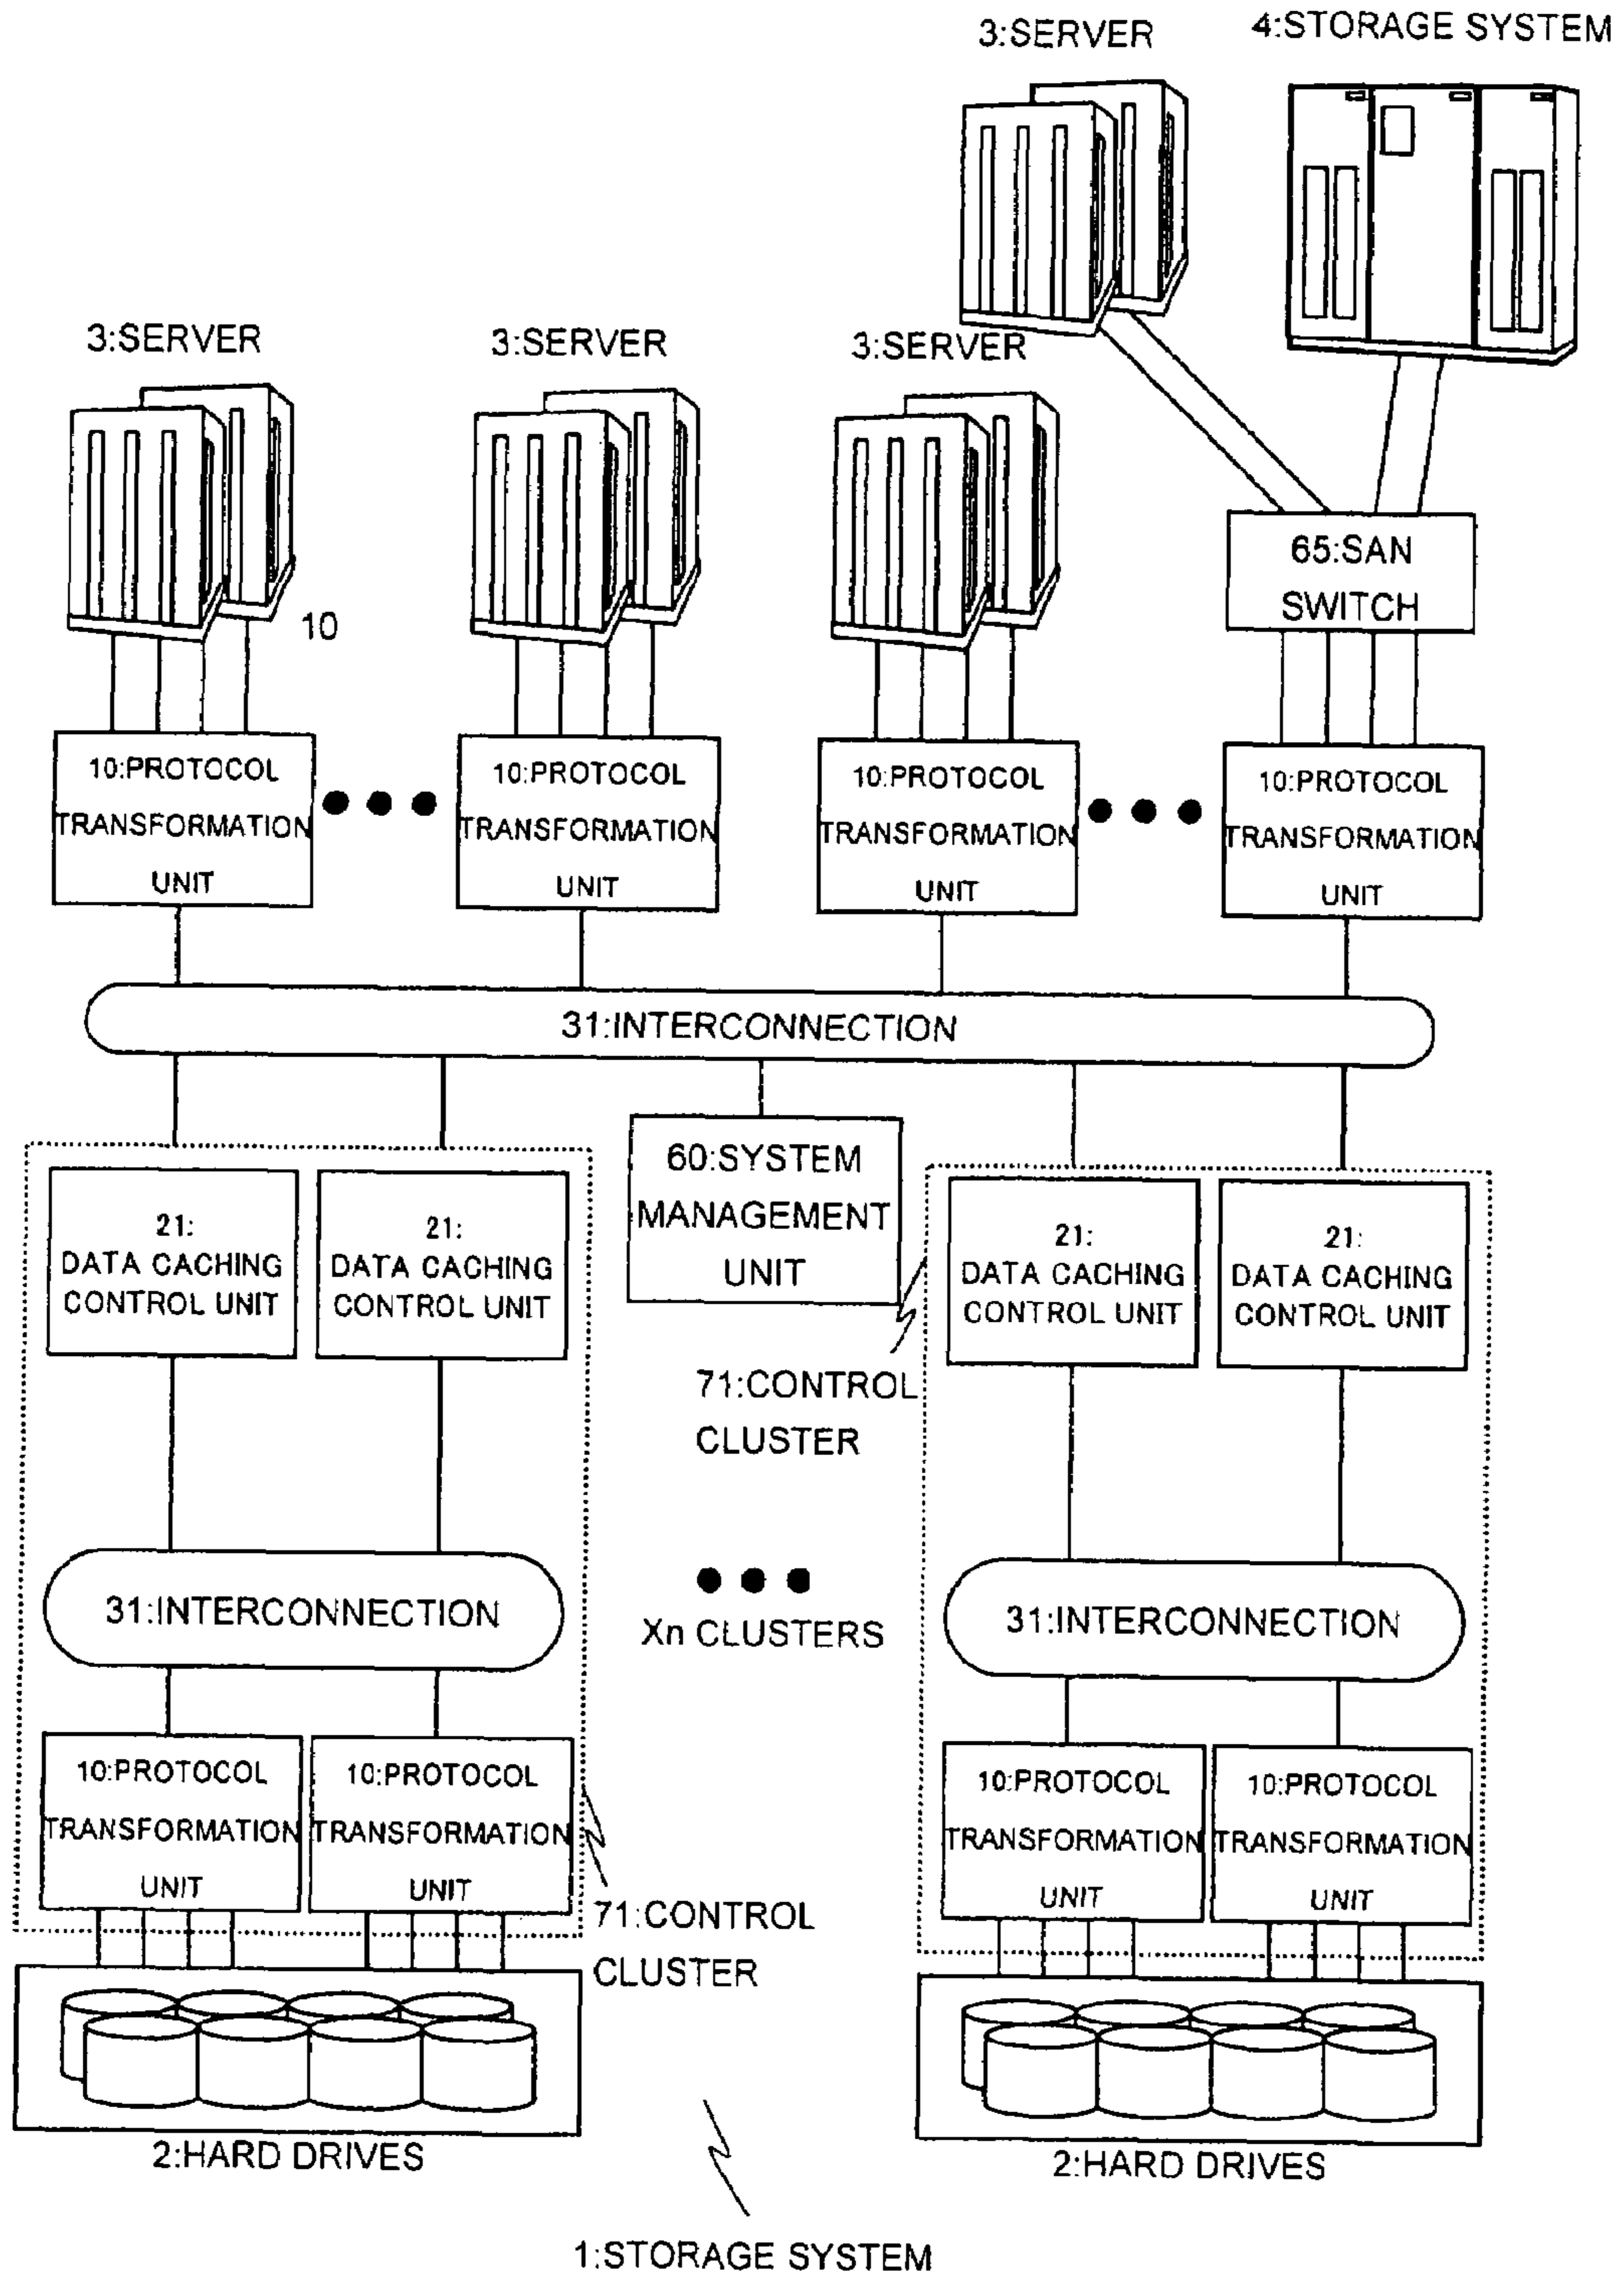 3:SERVER
4:STORAGE SYSTEM
3:SERVER
3:SERVER
3:SERVER
65:SAN
SWITCH
10
10:PROTOCOL
TRANSFORMATION
UNIT
10:PROTOCOL
TRANSFORMATION
UNIT
10:PROTOCOL
TRANSFORMATION
UNIT
10:PROTOCOL
TRANSFORMATION
UNIT
31:INTERCONNECTION
21:
DATA CACHING
CONTROL UNIT
21:
DATA CACHING
CONTROL UNIT
60:SYSTEM
MANAGEMENT
UNIT
21:
DATA CACHING
CONTROL UNIT
21:
DATA CACHING
CONTROL UNIT
71:CONTROL
CLUSTER
31:INTERCONNECTION
Xn CLUSTERS
31:INTERCONNECTION
10:PROTOCOL
TRANSFORMATION
UNIT
10:PROTOCOL
TRANSFORMATION
UNIT
10:PROTOCOL
TRANSFORMATION
UNIT
10:PROTOCOL
TRANSFORMATION
UNIT
71:CONTROL
CLUSTER
2:HARD DRIVES
2:HARD DRIVES
1:STORAGE SYSTEM